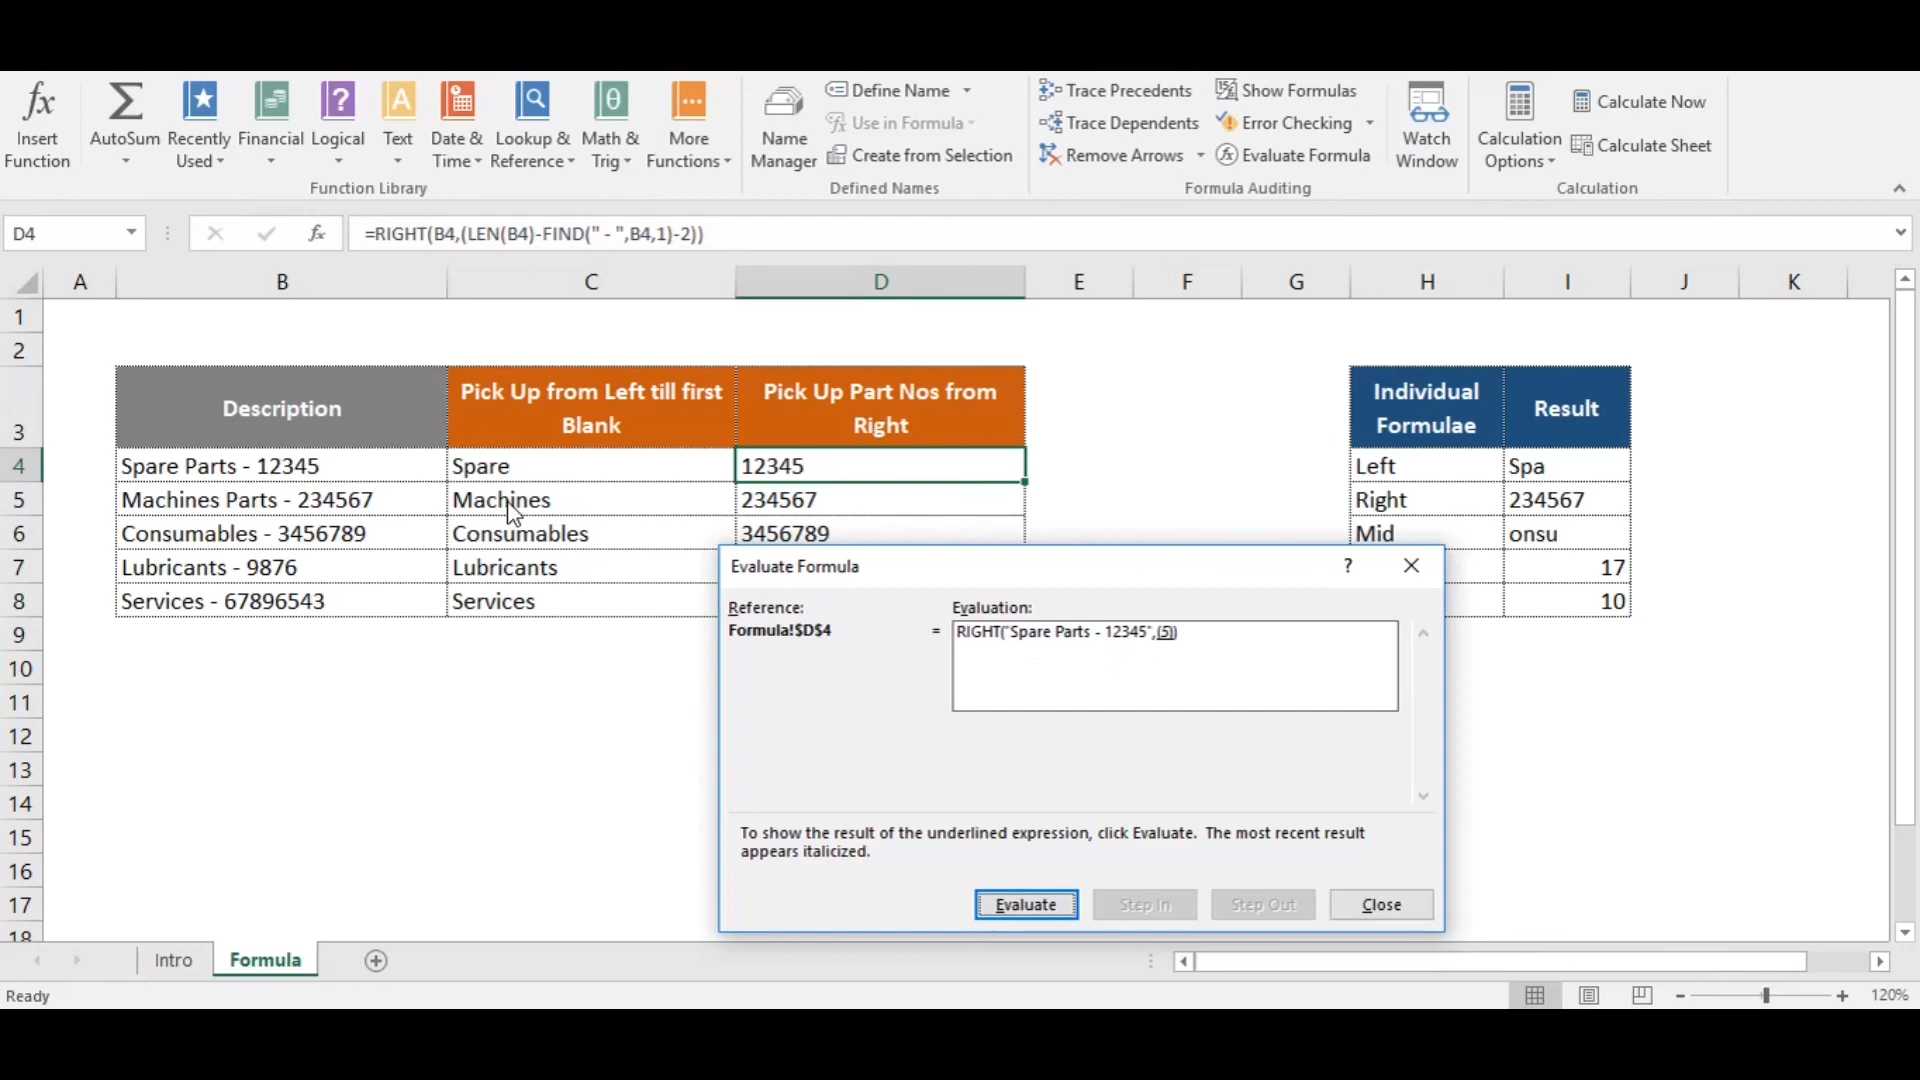 Insert Function
AutoSum
Recently Used
Financial
Logical
Text
Date & Time
Lookup & Reference
Math & Trig
More Functions
Function Library
Name Manager
Define Name
Use in Formula
Create from Selection
Defined Names
Trace Precedents
Trace Dependents
Remove Arrows
Show Formulas
Error Checking
Evaluate Formula
Formula Auditing
Watch Window
Calculation Options
Calculate Now
Calculate Sheet
Calculation
D4
fx
=RIGHT(B4,(LEN(B4)-FIND(" - ",B4,1)-2))
A B C D E F G H I J K
1
2
3 Description Pick Up from Left till first Blank Pick Up Part Nos from Right Individual Formulae Result
4 Spare Parts - 12345 Spare 12345 Left Spa
5 Machines Parts - 234567 Machines 234567 Right 234567
6 Consumables - 3456789 Consumables 3456789 Mid onsu
7 Lubricants - 9876 Lubricants 17
8 Services - 67896543 Services 10
9
10
11
12
13
14
15
16
17
18
Evaluate Formula ?
Reference: Evaluation:
Formula!$D$4 = RIGHT("Spare Parts - 12345",(5))
To show the result of the underlined expression, click Evaluate. The most recent result
appears italicized.
Evaluate Step In Step Out Close
Intro Formula
Ready 120%